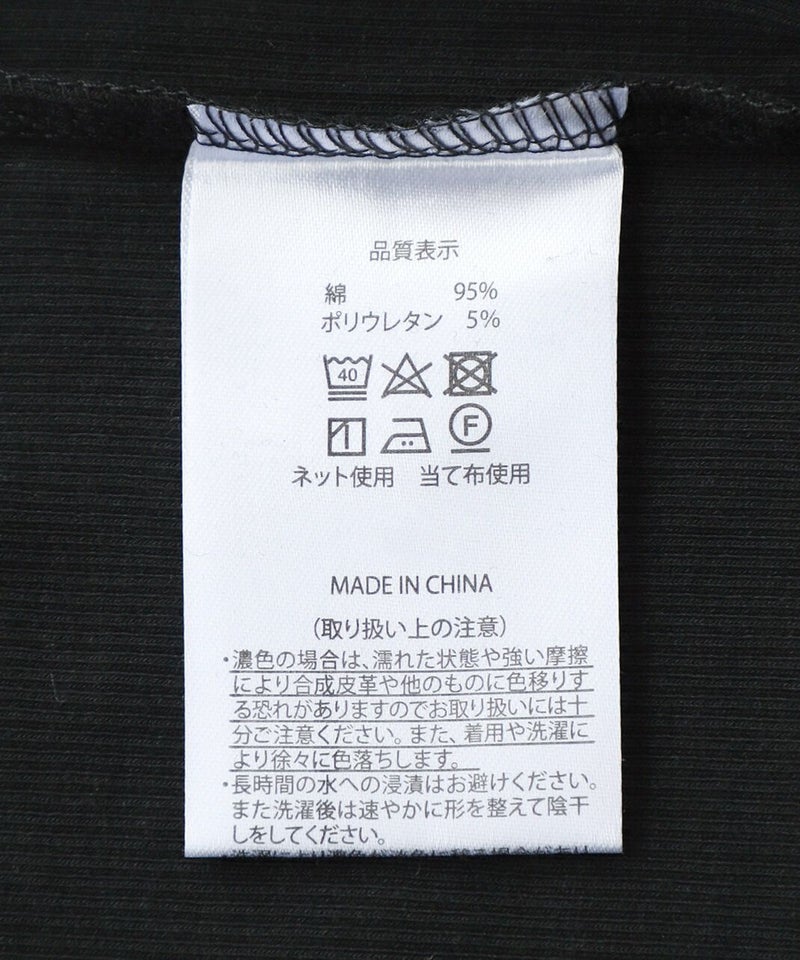 品質表示
綿 95%
ポリウレタン 5%
40
F
ネット使用 当て布使用
MADE IN CHINA
(取り扱い上の注意)
・濃色の場合は、濡れた状態や強い摩擦
により合成皮革や他のものに色移りす
る恐れがありますのでお取り扱いには十
分ご注意ください。また、着用や洗濯に
より徐々に色落ちします。
・長時間の水への浸漬はお避けください。
また洗濯後は速やかに形を整えて陰干
しをしてください。